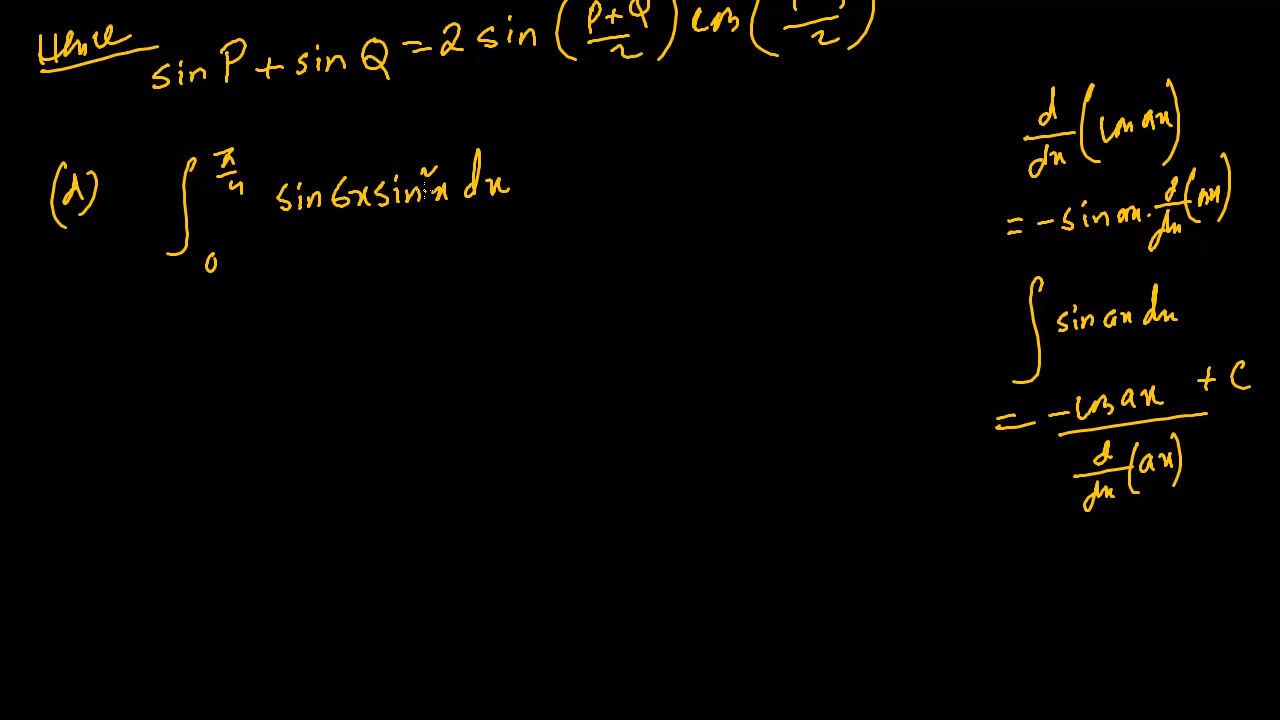 Hence sin P + sin Q = 2 sin (P+Q/2) cos (
(d) ∫₀^(π/4) sin 6x sin²x dx
d/dx (cos ax)
= - sin ax . d/dx (ax)
∫ sin ax dx
= -cos ax / d/dx (ax) + C